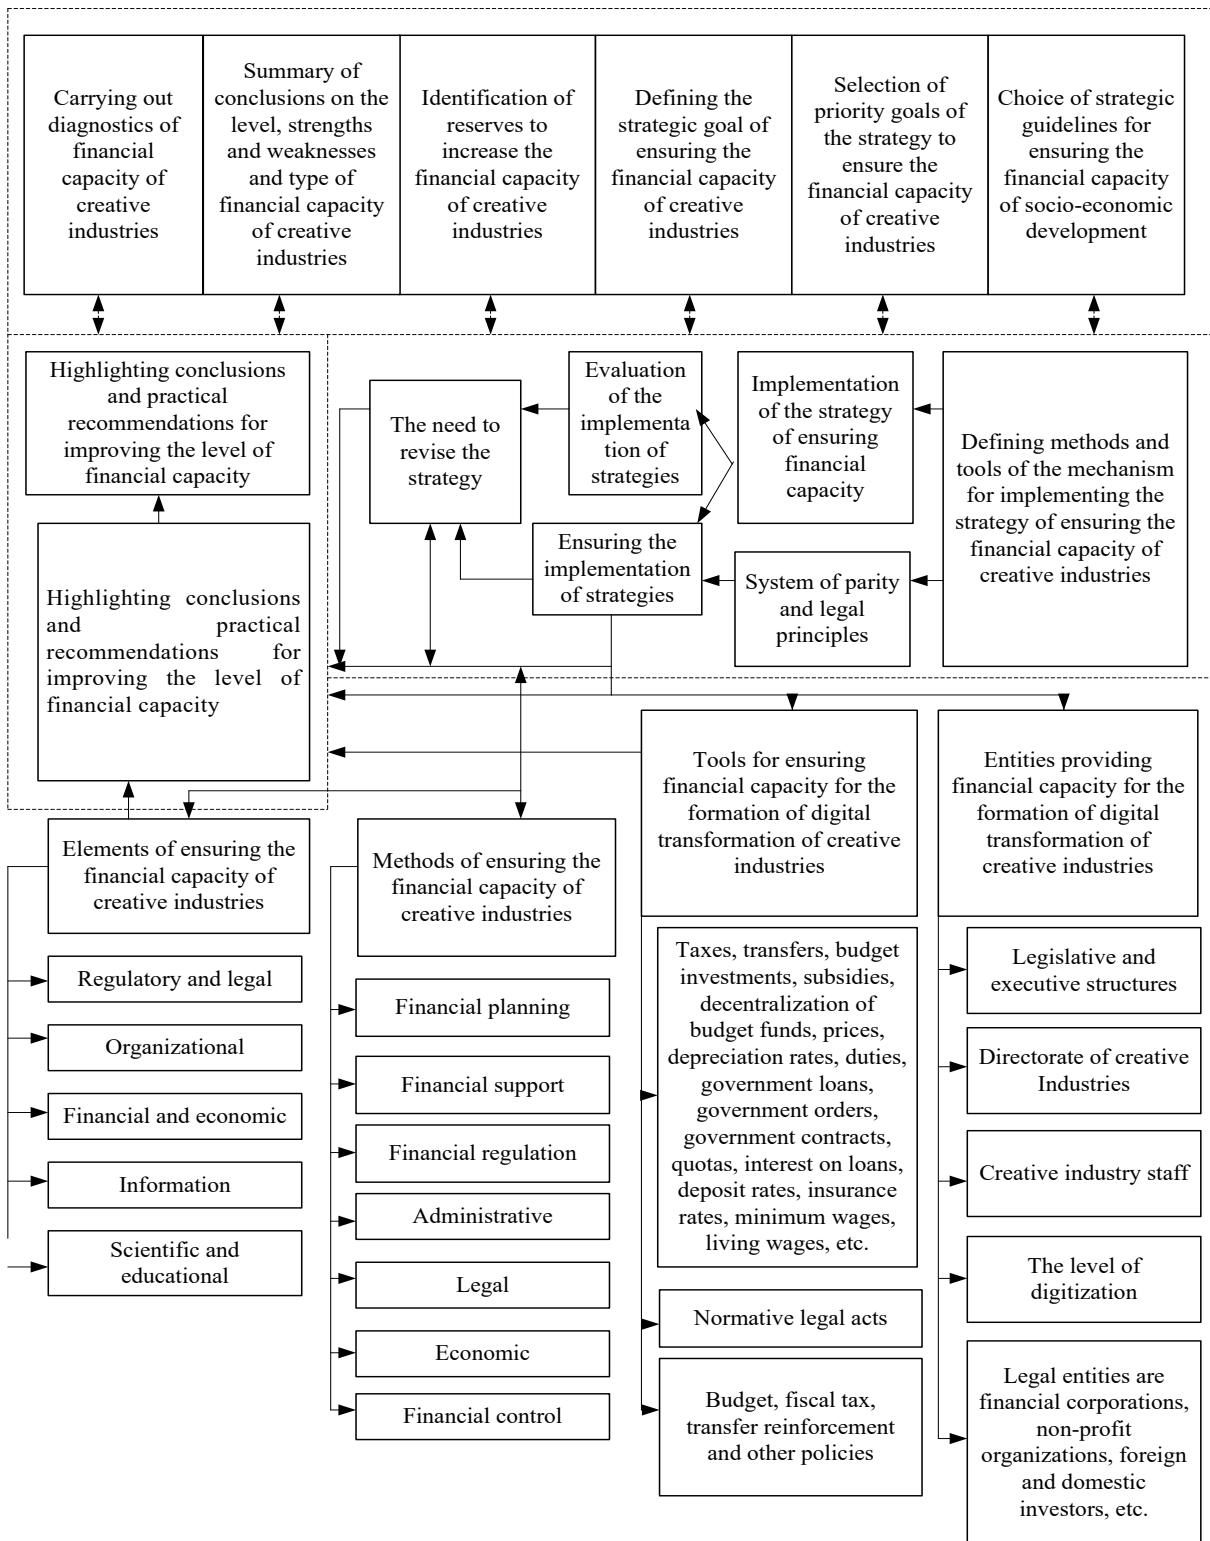 Carrying out
diagnostics of
financial
capacity of
creative
industries
Summary of
conclusions on the
level, strengths
and weaknesses
and type of
financial capacity
of creative
industries
Identification of
reserves to
increase the
financial capacity
of creative
industries
Defining the
strategic goal of
ensuring the
financial capacity
of creative
industries
Selection of
priority goals of
the strategy to
ensure the
financial capacity
of creative
industries
Choice of strategic
guidelines for
ensuring the
financial capacity
of socio-economic
development
Highlighting conclusions
and practical
recommendations for
improving the level of
financial capacity
The need to
revise the
strategy
Evaluation
of the
implementa
tion of
strategies
Implementation
of the strategy
of ensuring
financial
capacity
Defining methods and
tools of the mechanism
for implementing the
strategy of ensuring the
financial capacity of
creative industries
Highlighting conclusions
and practical
recommendations for
improving the level of
financial capacity
Ensuring the
implementation
of strategies
System of parity
and legal
principles
Elements of ensuring the
financial capacity of
creative industries
Regulatory and legal
Organizational
Financial and economic
Information
Scientific and
educational
Methods of ensuring the
financial capacity of
creative industries
Financial planning
Financial support
Financial regulation
Administrative
Legal
Economic
Financial control
Tools for ensuring
financial capacity for the
formation of digital
transformation of creative
industries
Taxes, transfers, budget
investments, subsidies,
decentralization of
budget funds, prices,
depreciation rates, duties,
government loans,
government orders,
government contracts,
quotas, interest on loans,
deposit rates, insurance
rates, minimum wages,
living wages, etc.
Normative legal acts
Budget, fiscal tax,
transfer reinforcement
and other policies
Entities providing
financial capacity for the
formation of digital
transformation of
creative industries
Legislative and
executive structures
Directorate of creative
Industries
Creative industry staff
The level of
digitization
Legal entities are
financial corporations,
non-profit
organizations, foreign
and domestic
investors, etc.